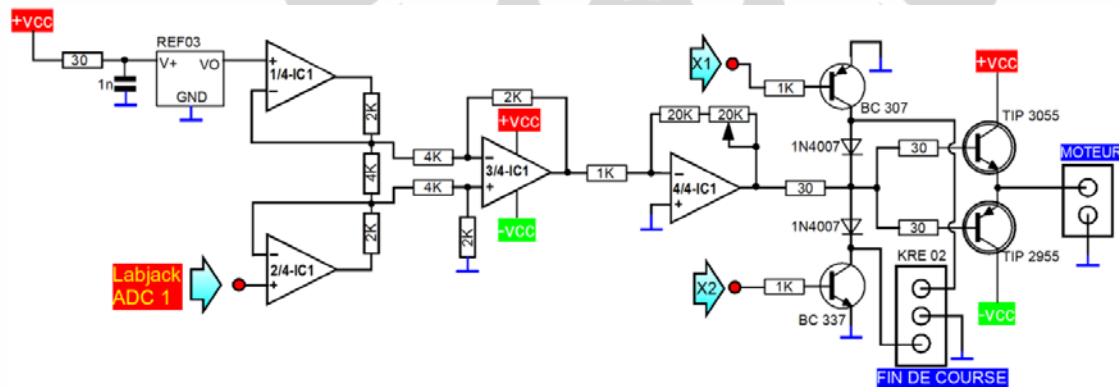 +vcc
REF03
30
V+
VO
GND
1n
+
1/4-IC1
−
2K
4K
2K
−
2/4-IC1
+
Labjack
ADC 1
4K
4K
2K
+vcc
−
3/4-IC1
+
-vcc
2K
1K
20K
20K
−
4/4-IC1
+
30
X1
1K
BC 307
1N4007
1N4007
X2
1K
BC 337
30
30
+vcc
TIP 3055
MOTEUR
TIP 2955
-vcc
KRE 02
FIN DE COURSE